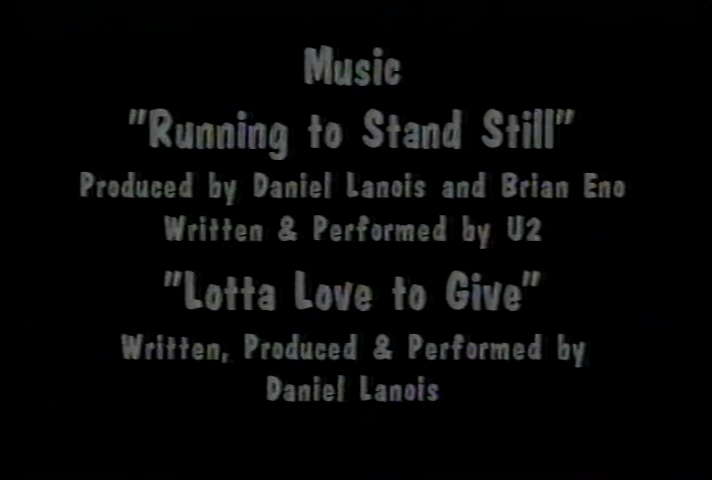 Music
"Running to Stand Still"
Produced by Daniel Lanois and Brian Eno
Written & Performed by U2
"Lotta Love to Give"
Written, Produced & Performed by
Daniel Lanois